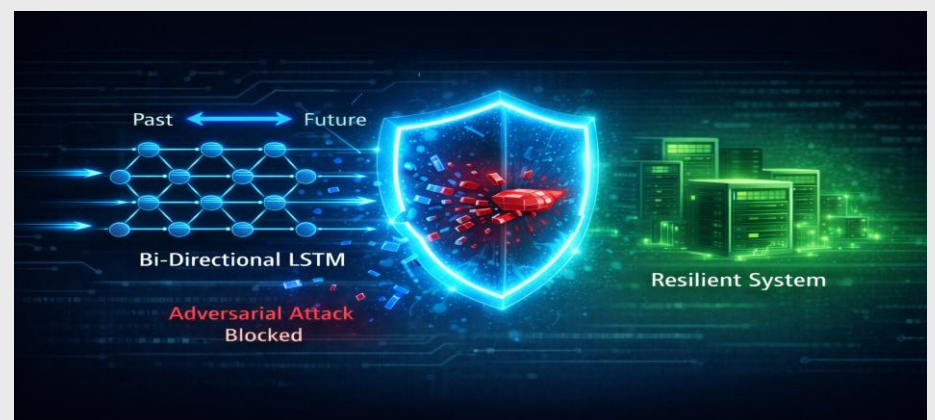 Past Future
Bi-Directional LSTM
Adversarial Attack
Blocked
Resilient System